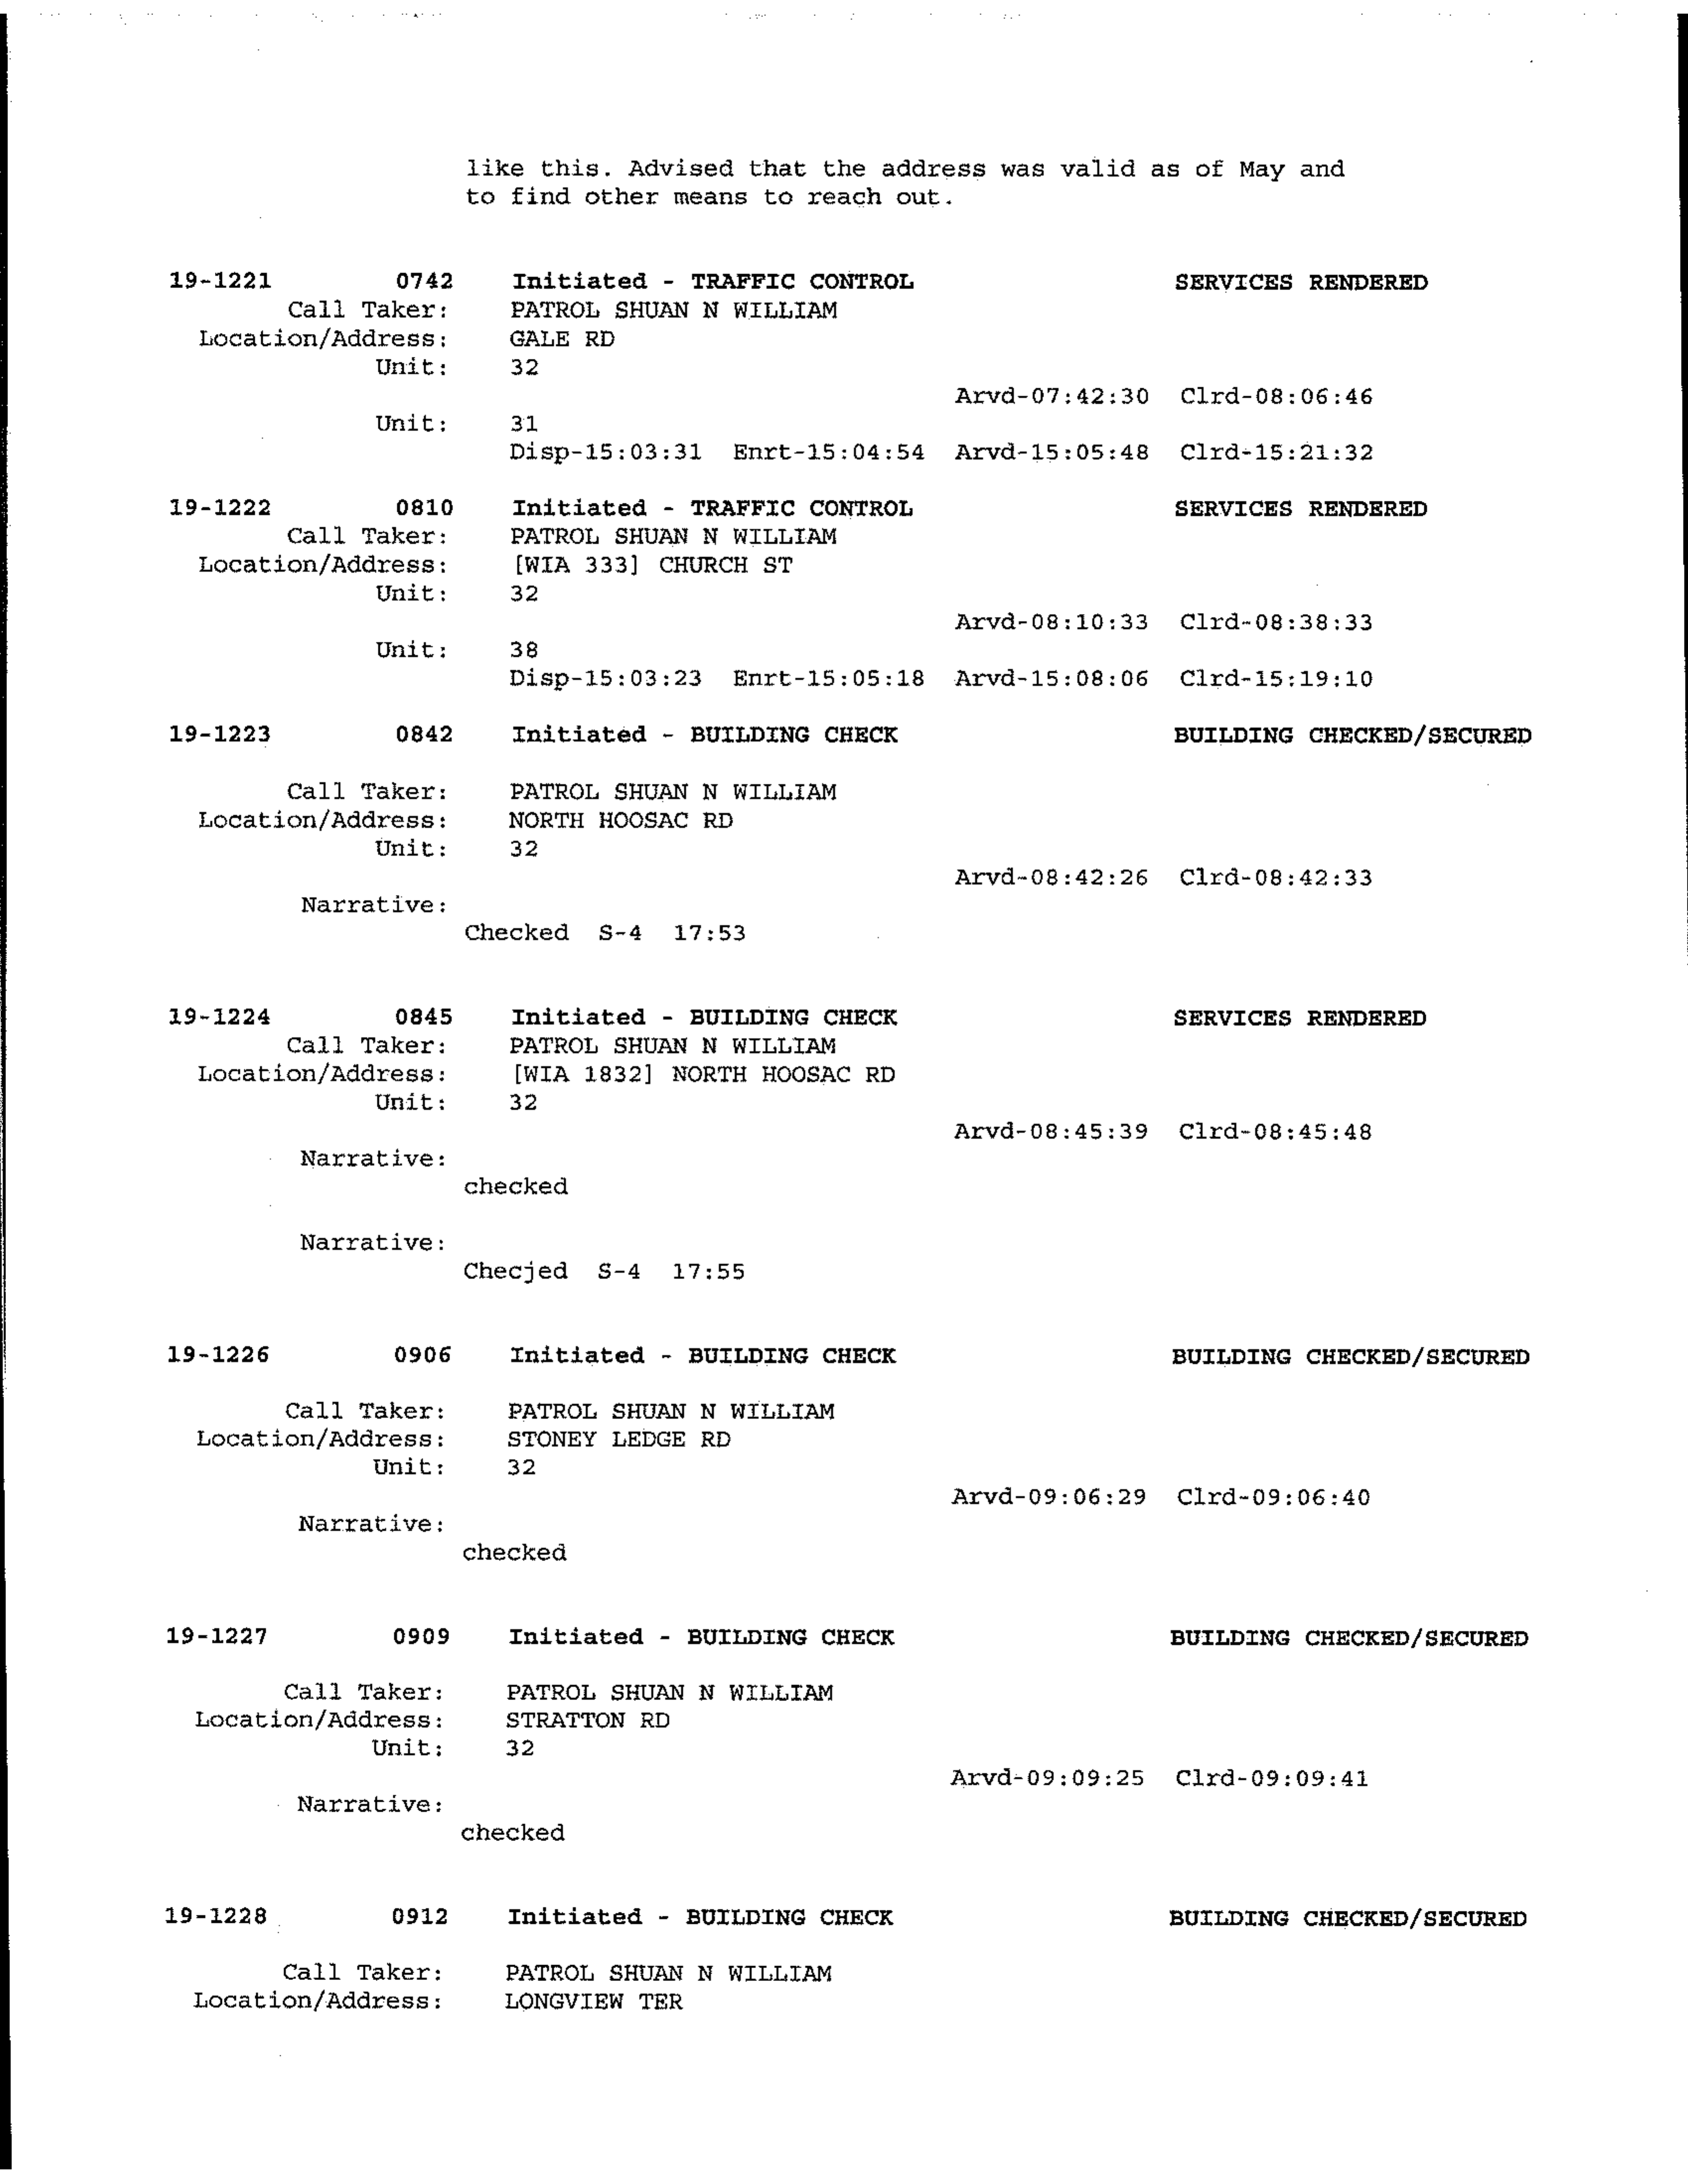 like this. Advised that the address was valid as of May and
to find other means to reach out.
19-1221 0742 Initiated - TRAFFIC CONTROL SERVICES RENDERED
Call Taker: PATROL SHUAN N WILLIAM
Location/Address: GALE RD
Unit: 32
Arvd-07:42:30 Clrd-08:06:46
Unit: 31
Disp-15:03:31 Enrt-15:04:54 Arvd-15:05:48 Clrd-15:21:32
19-1222 0810 Initiated - TRAFFIC CONTROL SERVICES RENDERED
Call Taker: PATROL SHUAN N WILLIAM
Location/Address: [WIA 333] CHURCH ST
Unit: 32
Arvd-08:10:33 Clrd-08:38:33
Unit: 38
Disp-15:03:23 Enrt-15:05:18 Arvd-15:08:06 Clrd-15:19:10
19-1223 0842 Initiated - BUILDING CHECK BUILDING CHECKED/SECURED
Call Taker: PATROL SHUAN N WILLIAM
Location/Address: NORTH HOOSAC RD
Unit: 32
Arvd-08:42:26 Clrd-08:42:33
Narrative:
Checked S-4 17:53
19-1224 0845 Initiated - BUILDING CHECK SERVICES RENDERED
Call Taker: PATROL SHUAN N WILLIAM
Location/Address: [WIA 1832] NORTH HOOSAC RD
Unit: 32
Arvd-08:45:39 Clrd-08:45:48
Narrative:
checked
Narrative:
Checjed S-4 17:55
19-1226 0906 Initiated - BUILDING CHECK BUILDING CHECKED/SECURED
Call Taker: PATROL SHUAN N WILLIAM
Location/Address: STONEY LEDGE RD
Unit: 32
Arvd-09:06:29 Clrd-09:06:40
Narrative:
checked
19-1227 0909 Initiated - BUILDING CHECK BUILDING CHECKED/SECURED
Call Taker: PATROL SHUAN N WILLIAM
Location/Address: STRATTON RD
Unit: 32
Arvd-09:09:25 Clrd-09:09:41
Narrative:
checked
19-1228 0912 Initiated - BUILDING CHECK BUILDING CHECKED/SECURED
Call Taker: PATROL SHUAN N WILLIAM
Location/Address: LONGVIEW TER